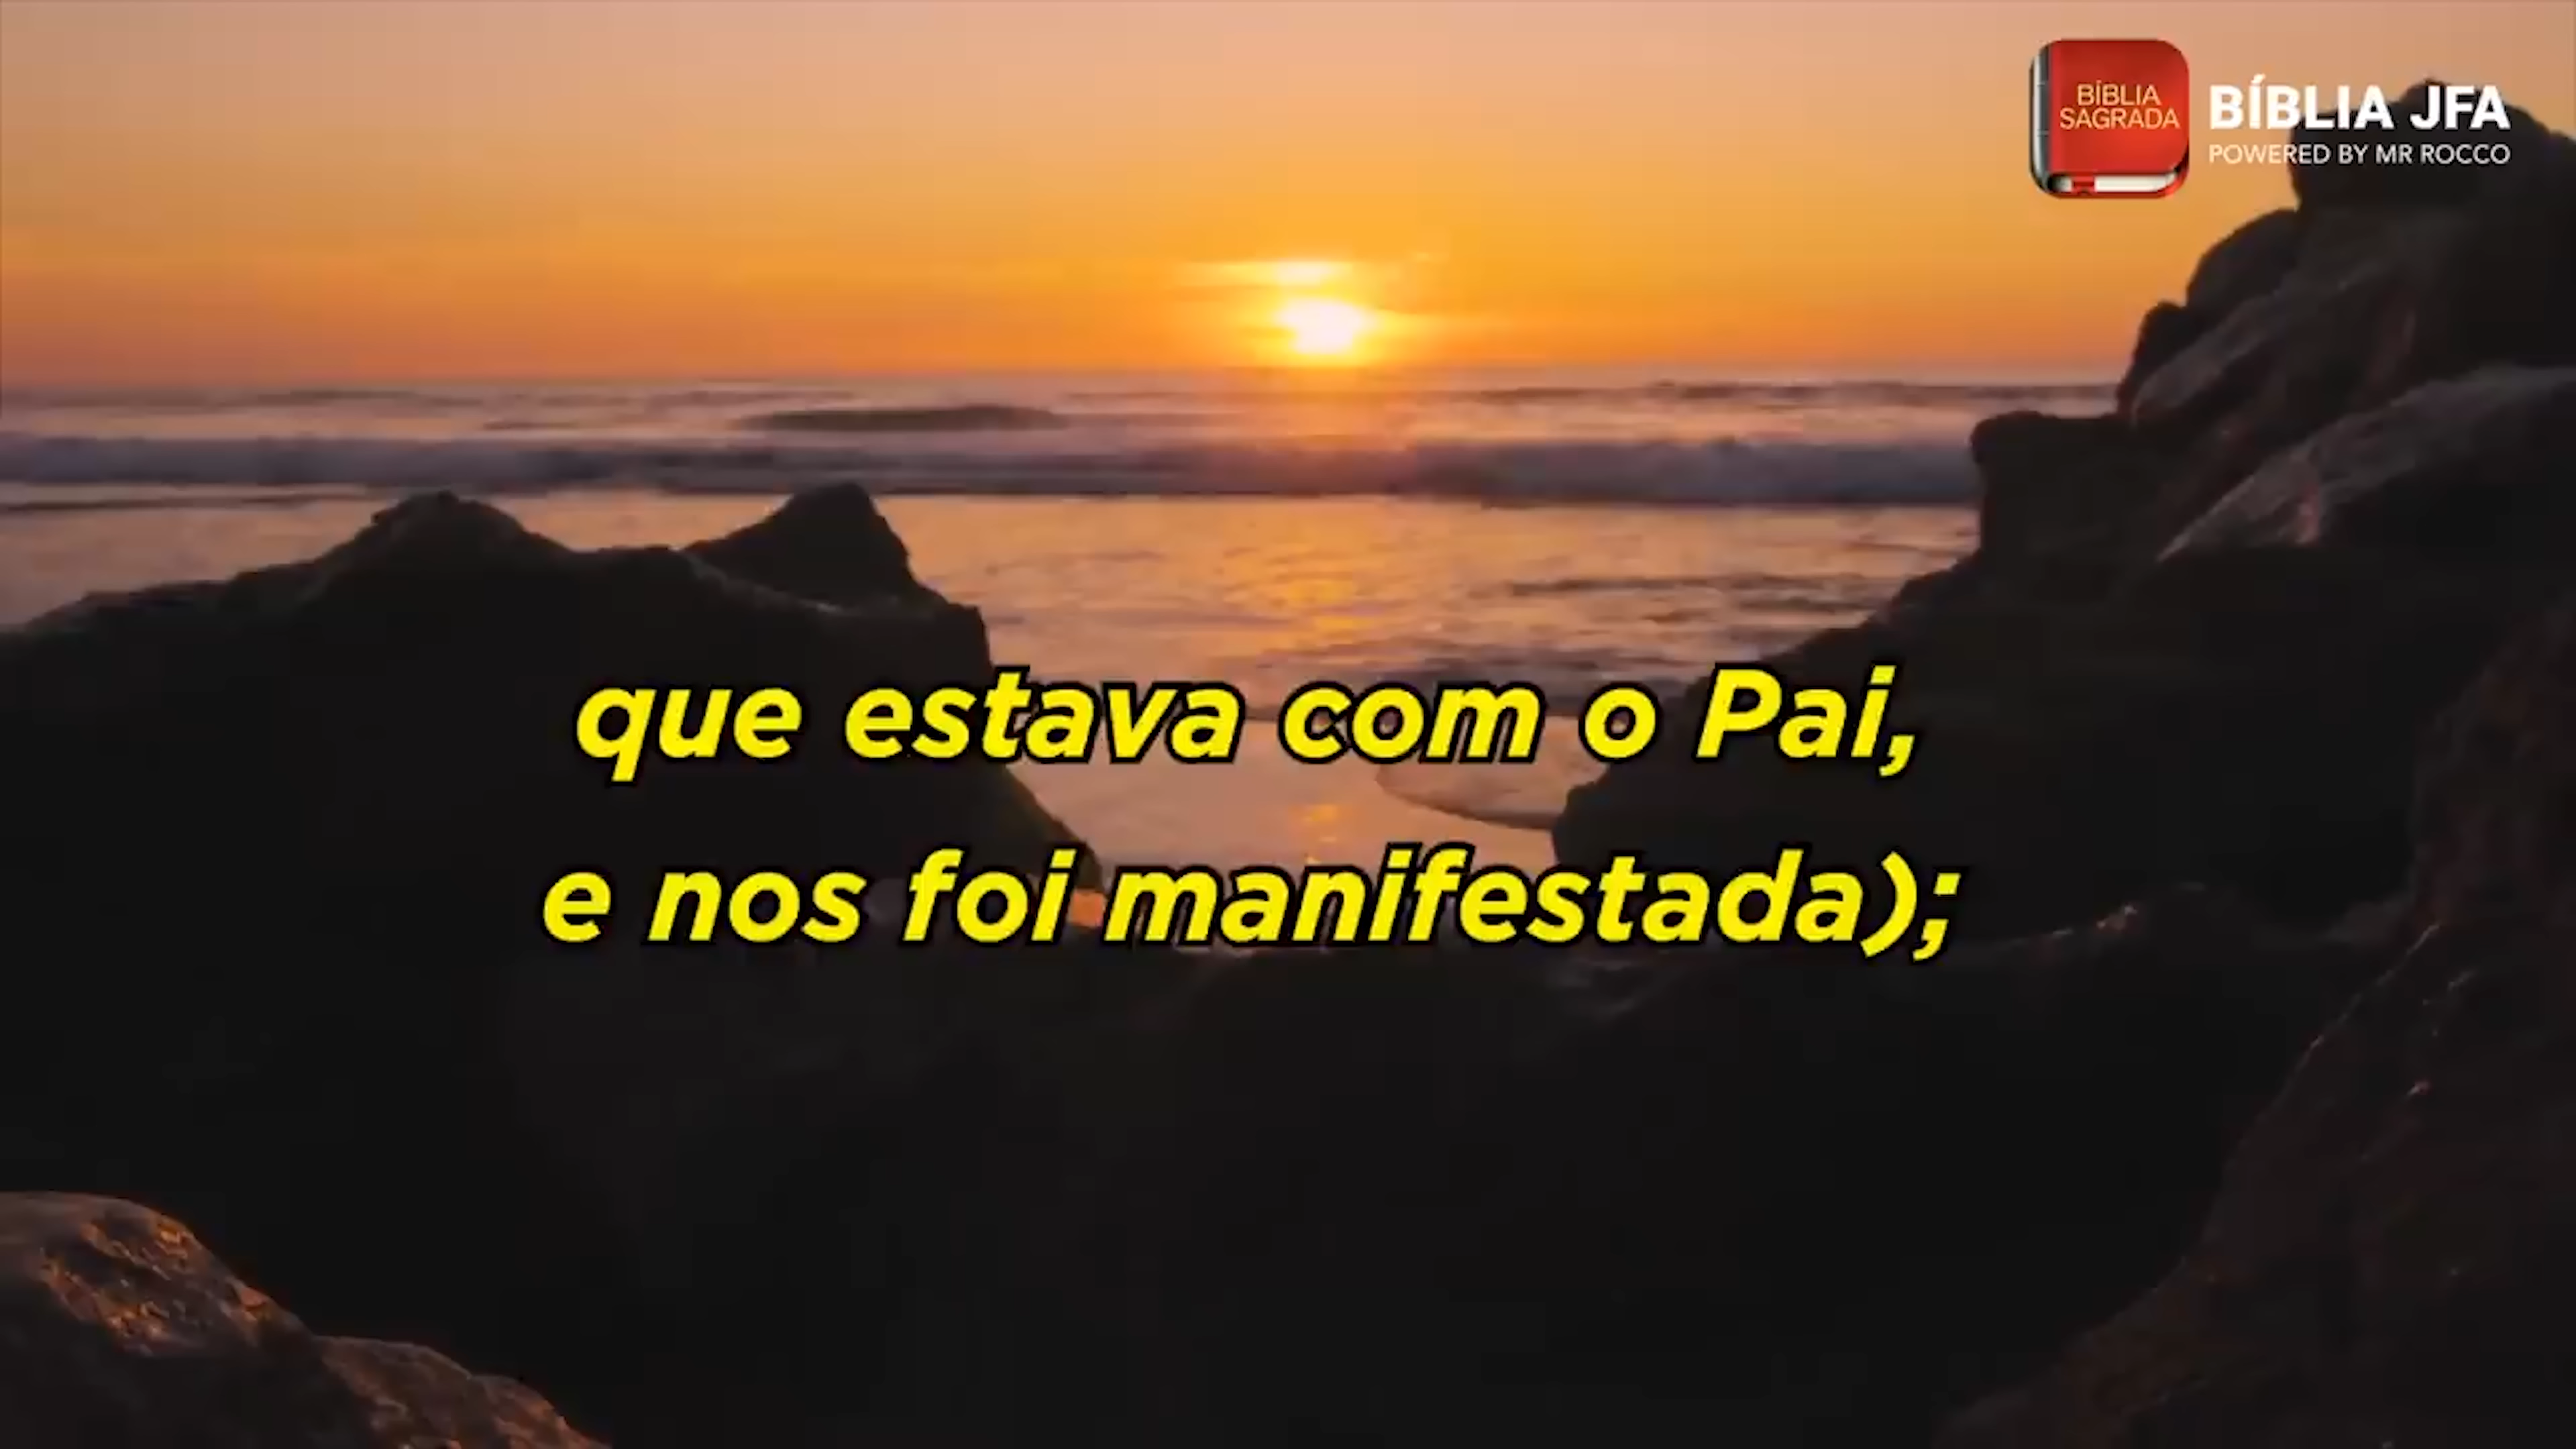 BÍBLIA
SAGRADA
BÍBLIA JFA
POWERED BY MR ROCCO
que estava com o Pai,
e nos foi manifestada);